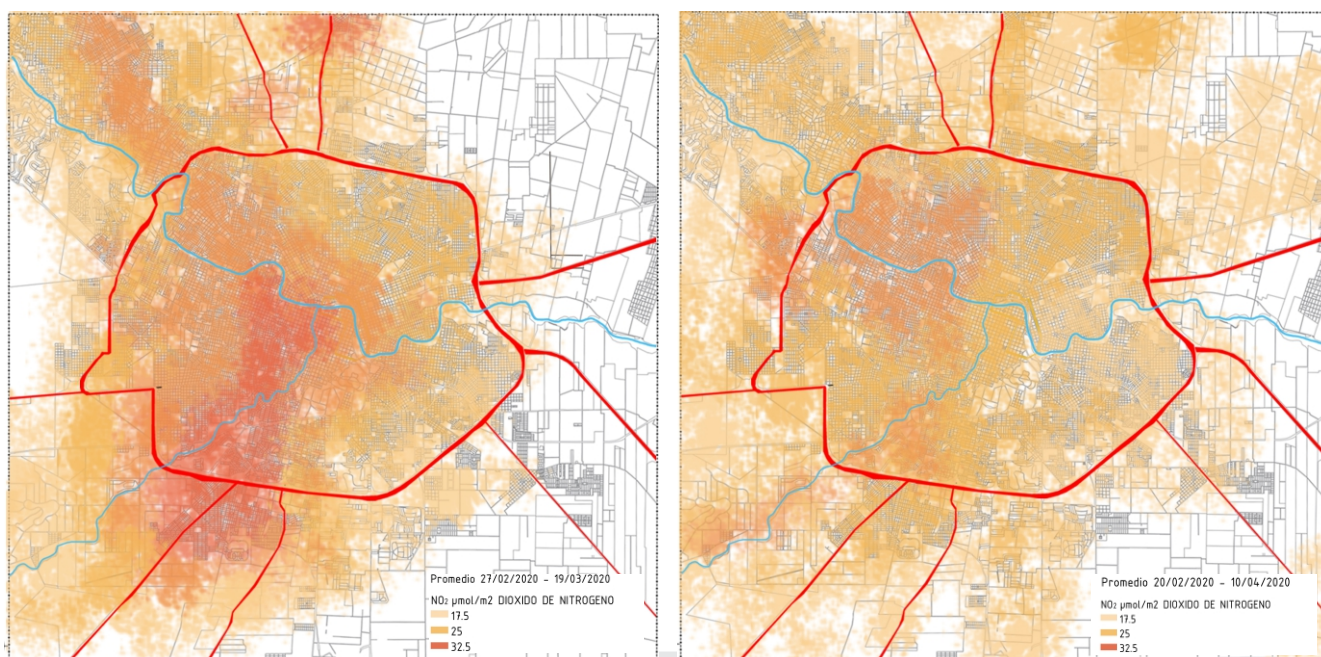 Promedio 27/02/2020 - 19/03/2020
NO₂ µmol/m2 DIOXIDO DE NITROGENO
17.5
25
32.5
Promedio 20/02/2020 - 10/04/2020
NO₂ µmol/m2 DIOXIDO DE NITROGENO
17.5
25
32.5